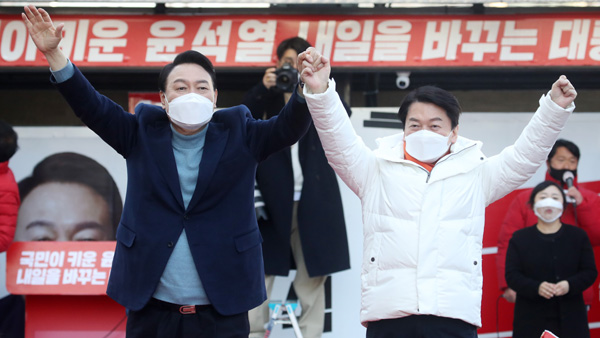 이 키운 윤석열 내일을 바꾸는 대통
국민이 키운 윤
내일을 바꾸는